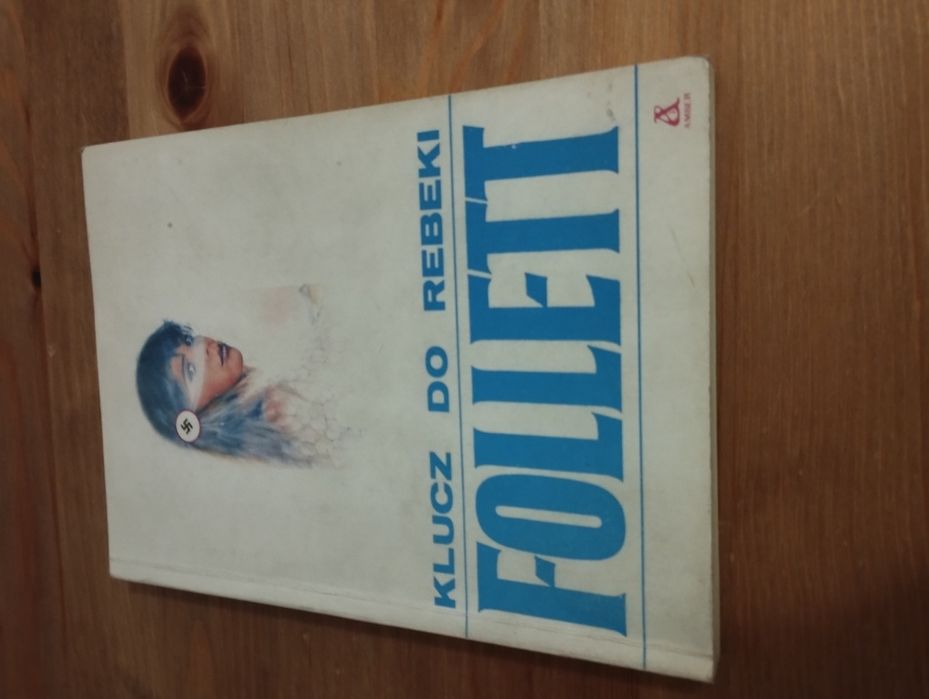 KLUCZ DO REBEKI
FOLLETT
AMBER